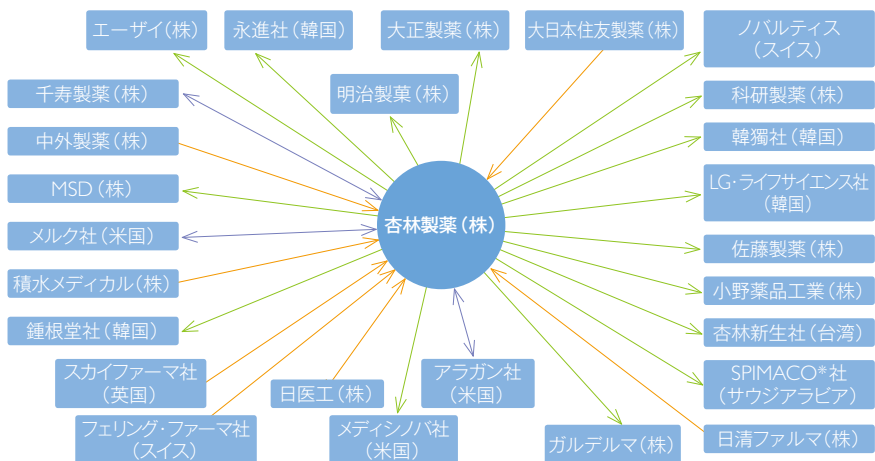 エーザイ(株)
永進社(韓国)
大正製薬(株)
大日本住友製薬(株)
ノバルティス
(スイス)
千寿製薬(株)
明治製菓(株)
科研製薬(株)
中外製薬(株)
韓獨社(韓国)
MSD(株)
LG・ライフサイエンス社
(韓国)
杏林製薬(株)
メルク社(米国)
佐藤製薬(株)
積水メディカル(株)
小野薬品工業(株)
鍾根堂社(韓国)
杏林新生社(台湾)
スカイファーマ社
(英国)
日医工(株)
アラガン社
(米国)
SPIMACO*社
(サウジアラビア)
フェリング・ファーマ社
(スイス)
メディシノバ社
(米国)
ガルデルマ(株)
日清ファルマ(株)